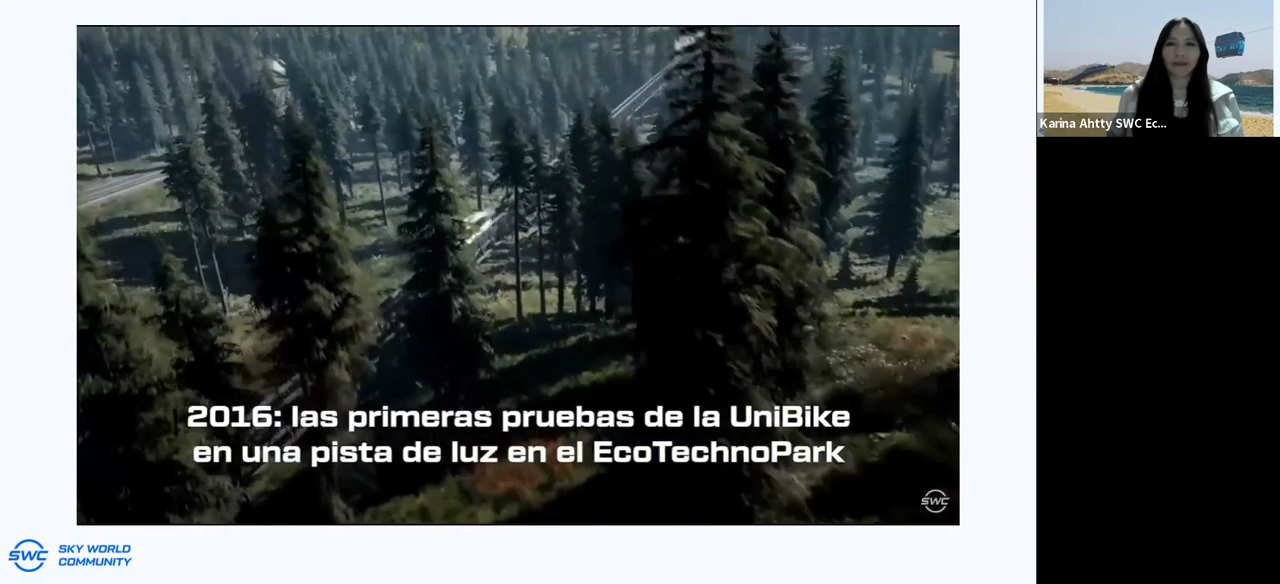 Karina Ahtty SWC Ec...
2016: las primeras pruebas de la UniBike
en una pista de luz en el EcoTechnoPark
SWC
SWC SKY WORLD
COMMUNITY